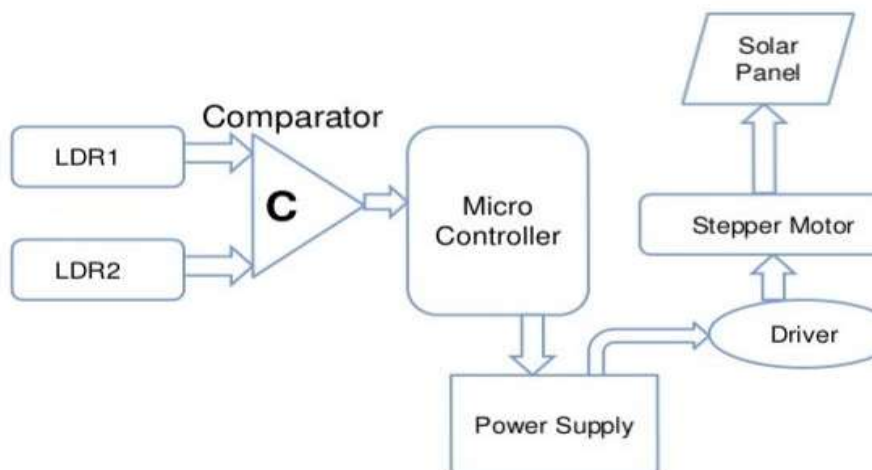 Solar
Panel
Comparator
LDR1
C
Micro
Controller
Stepper Motor
LDR2
Driver
Power Supply